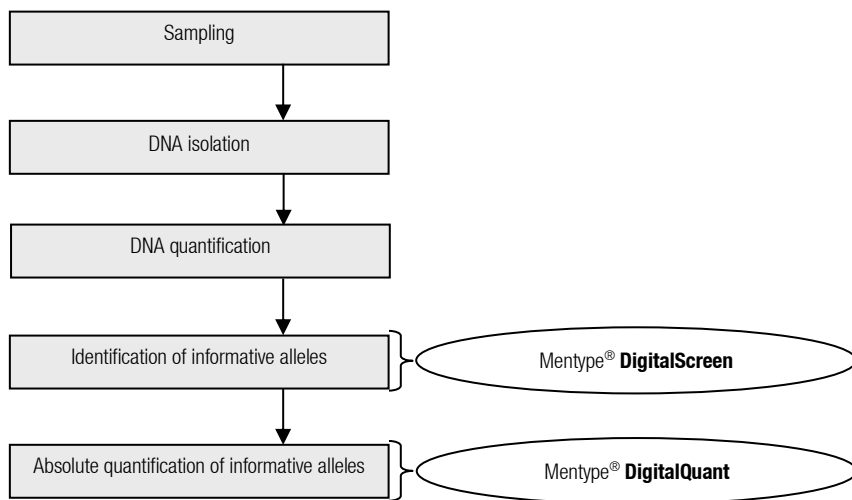 Sampling
DNA isolation
DNA quantification
Identification of informative alleles
Mentype® DigitalScreen
Absolute quantification of informative alleles
Mentype® DigitalQuant